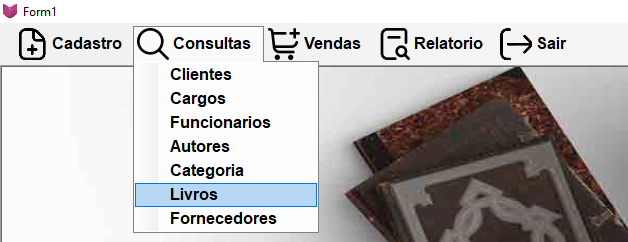 Form1
Cadastro Consultas Vendas Relatorio Sair
Clientes
Cargos
Funcionarios
Autores
Categoria
Livros
Fornecedores